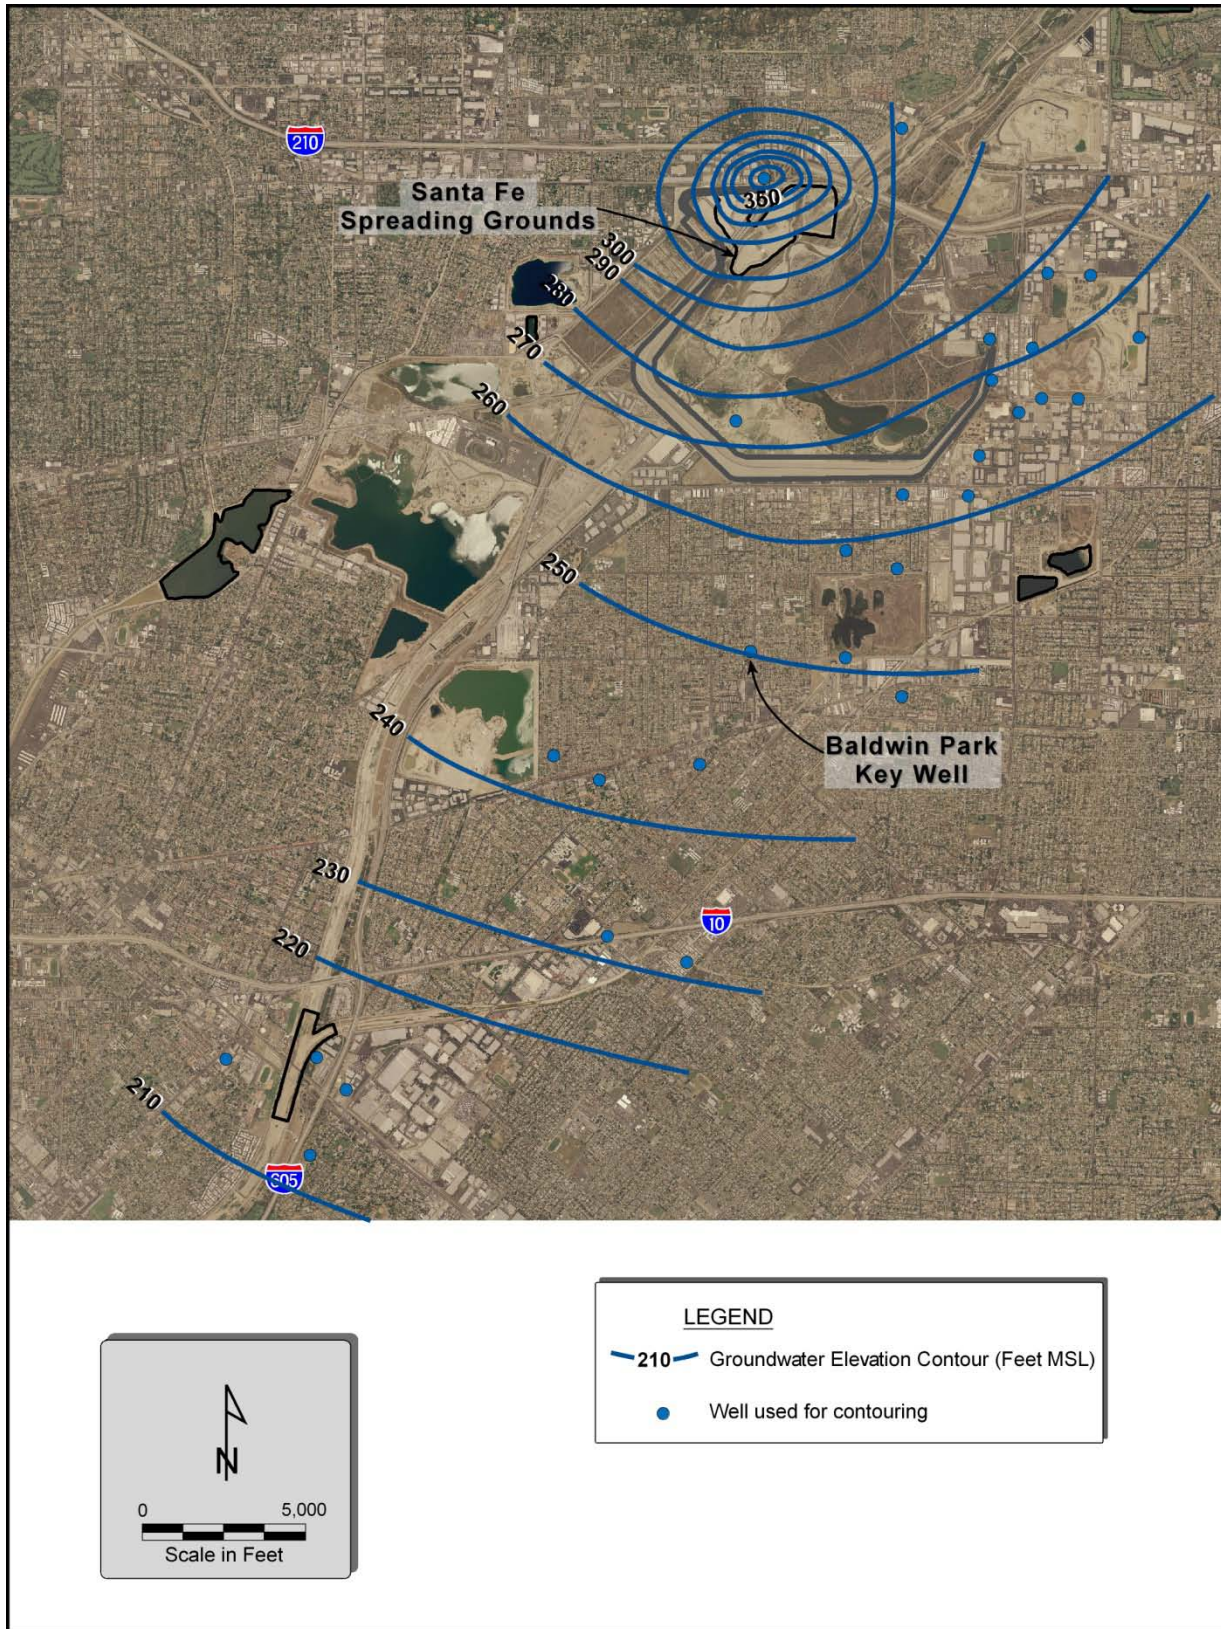 210
Santa Fe
Spreading Grounds
350
300
290
280
270
260
250
240
Baldwin Park
Key Well
230
10
220
210
605
LEGEND
210 Groundwater Elevation Contour (Feet MSL)
Well used for contouring
N
0 5,000
Scale in Feet